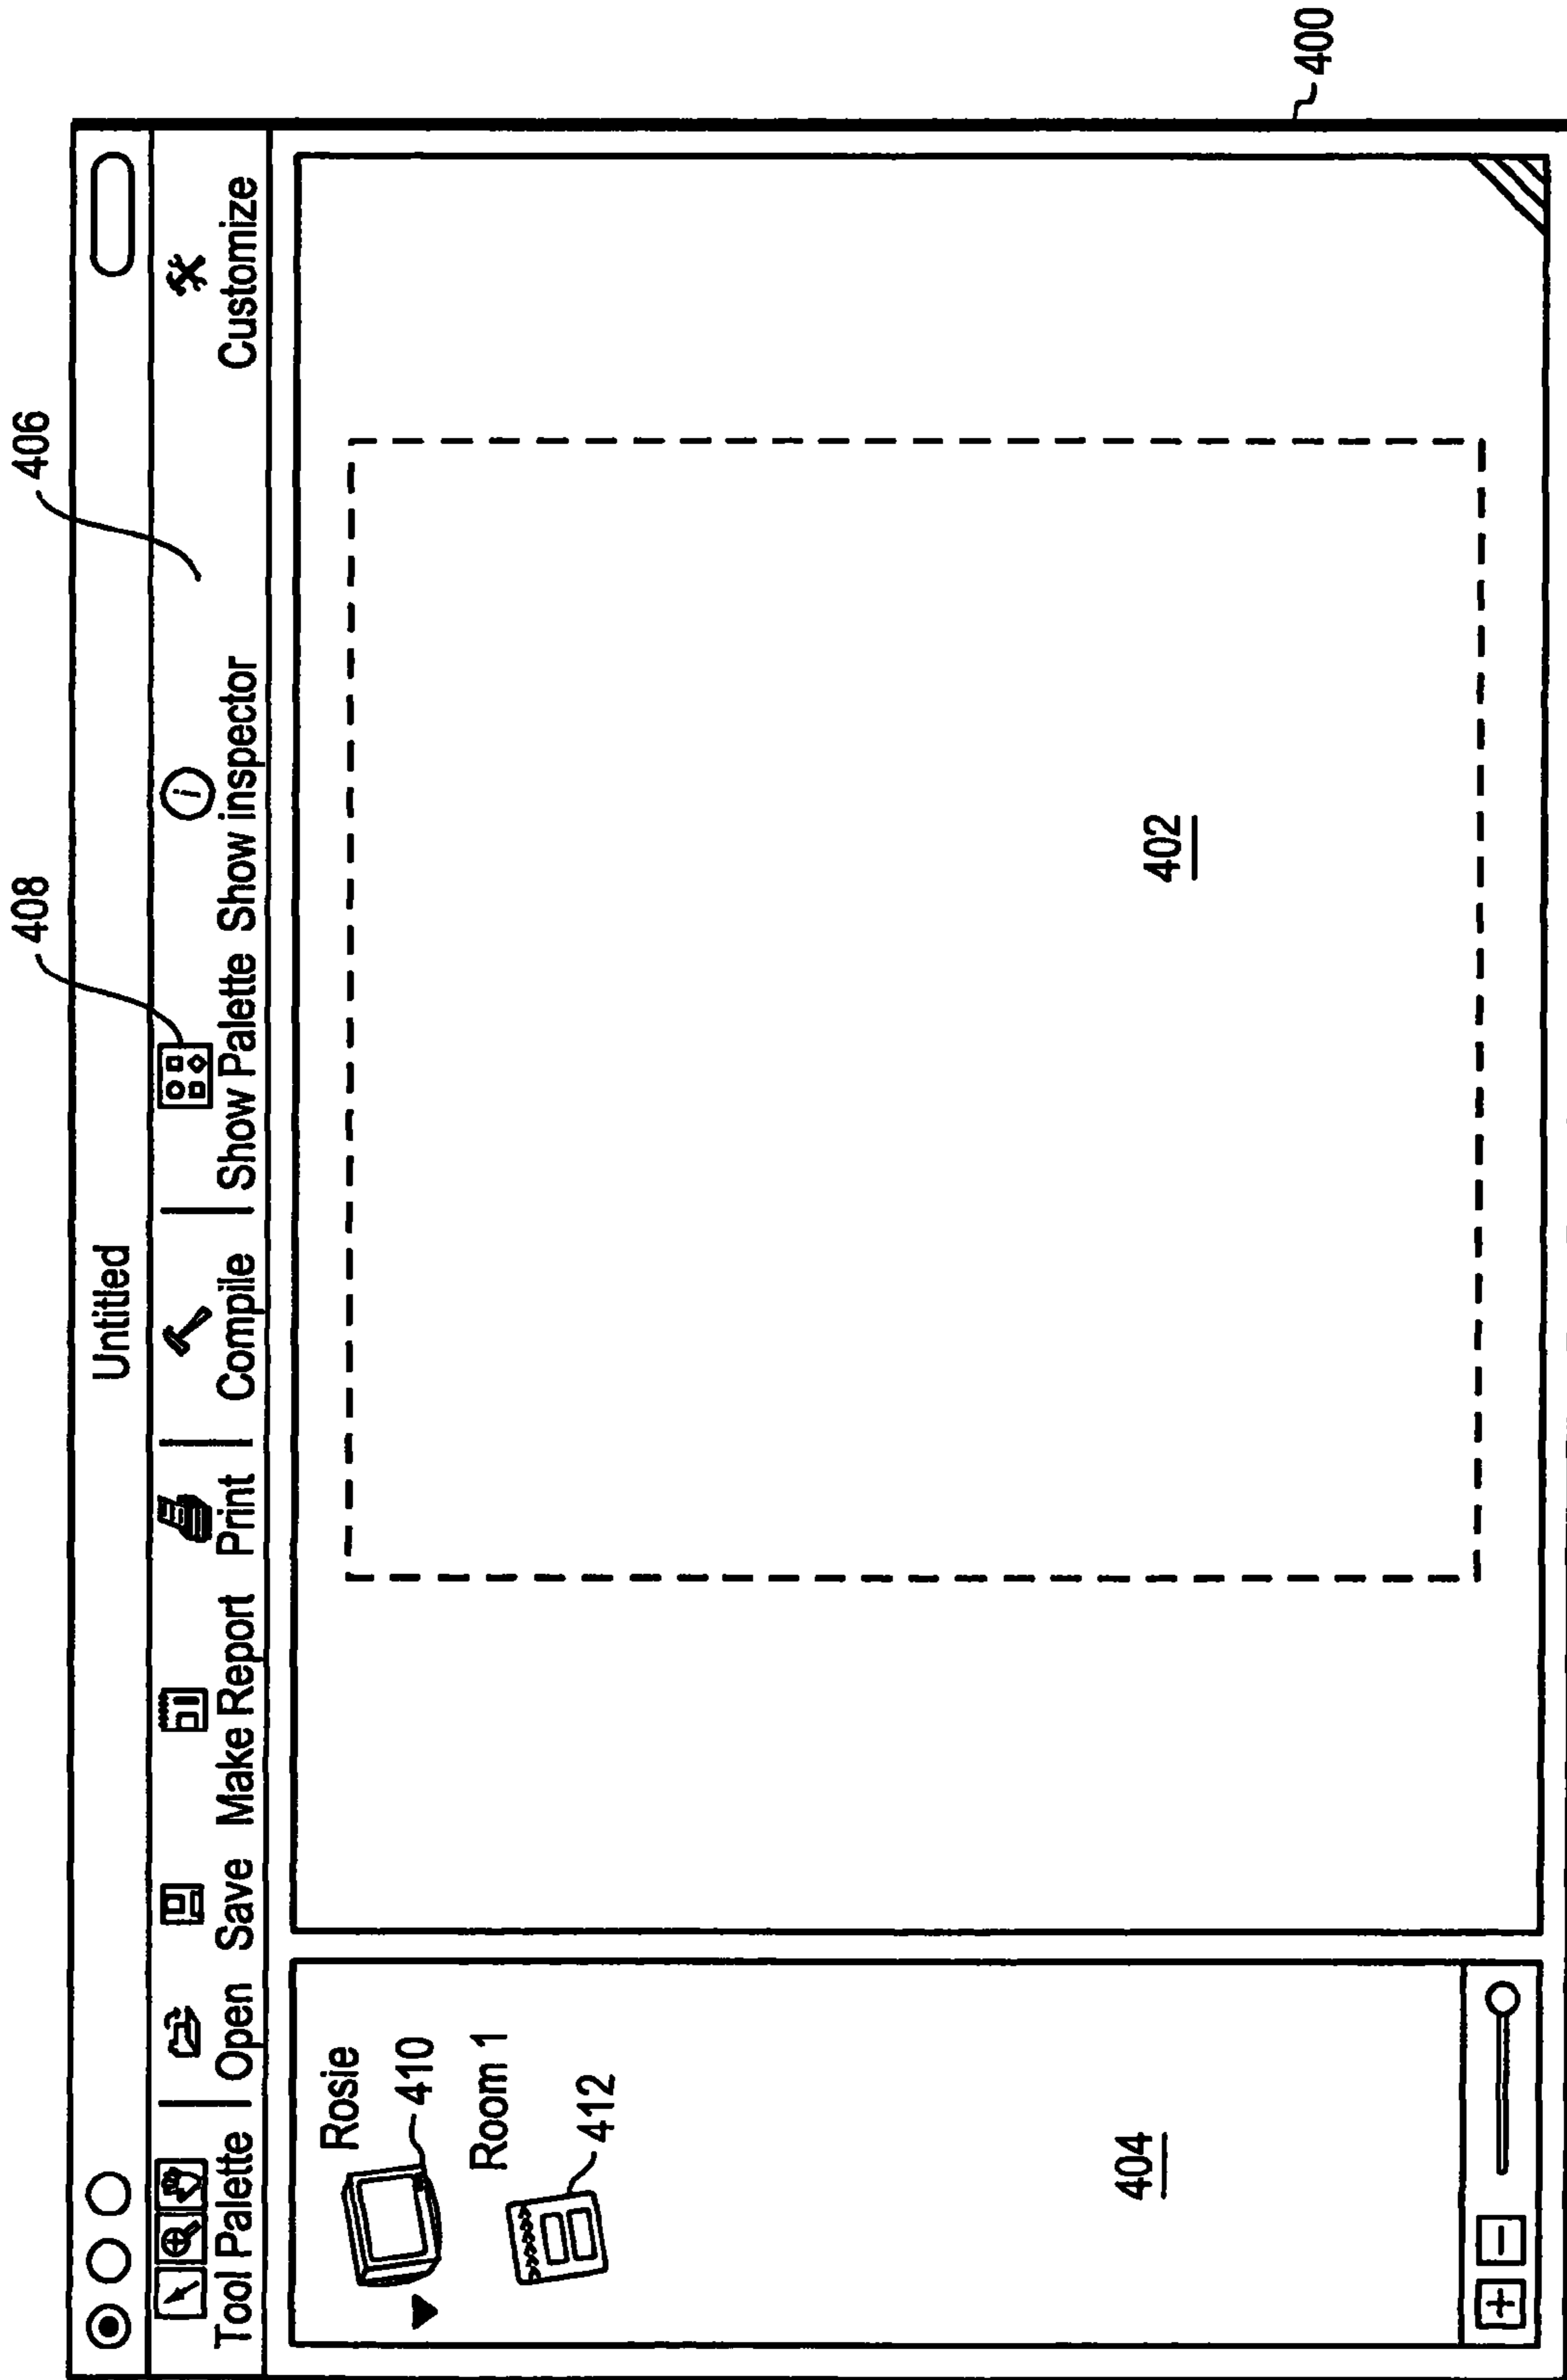 406
408
Untitled
Tool Palette | Open Save Make Report Print | Compile | Show Palette Show inspector Customize
Rosie
410
Room 1
412
404
402
400